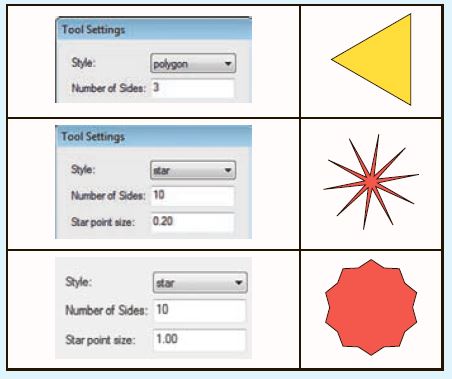 Tool Settings
Style: polygon
Number of Sides: 3
Tool Settings
Style: star
Number of Sides: 10
Star point size: 0.20
Style: star
Number of Sides: 10
Star point size: 1.00